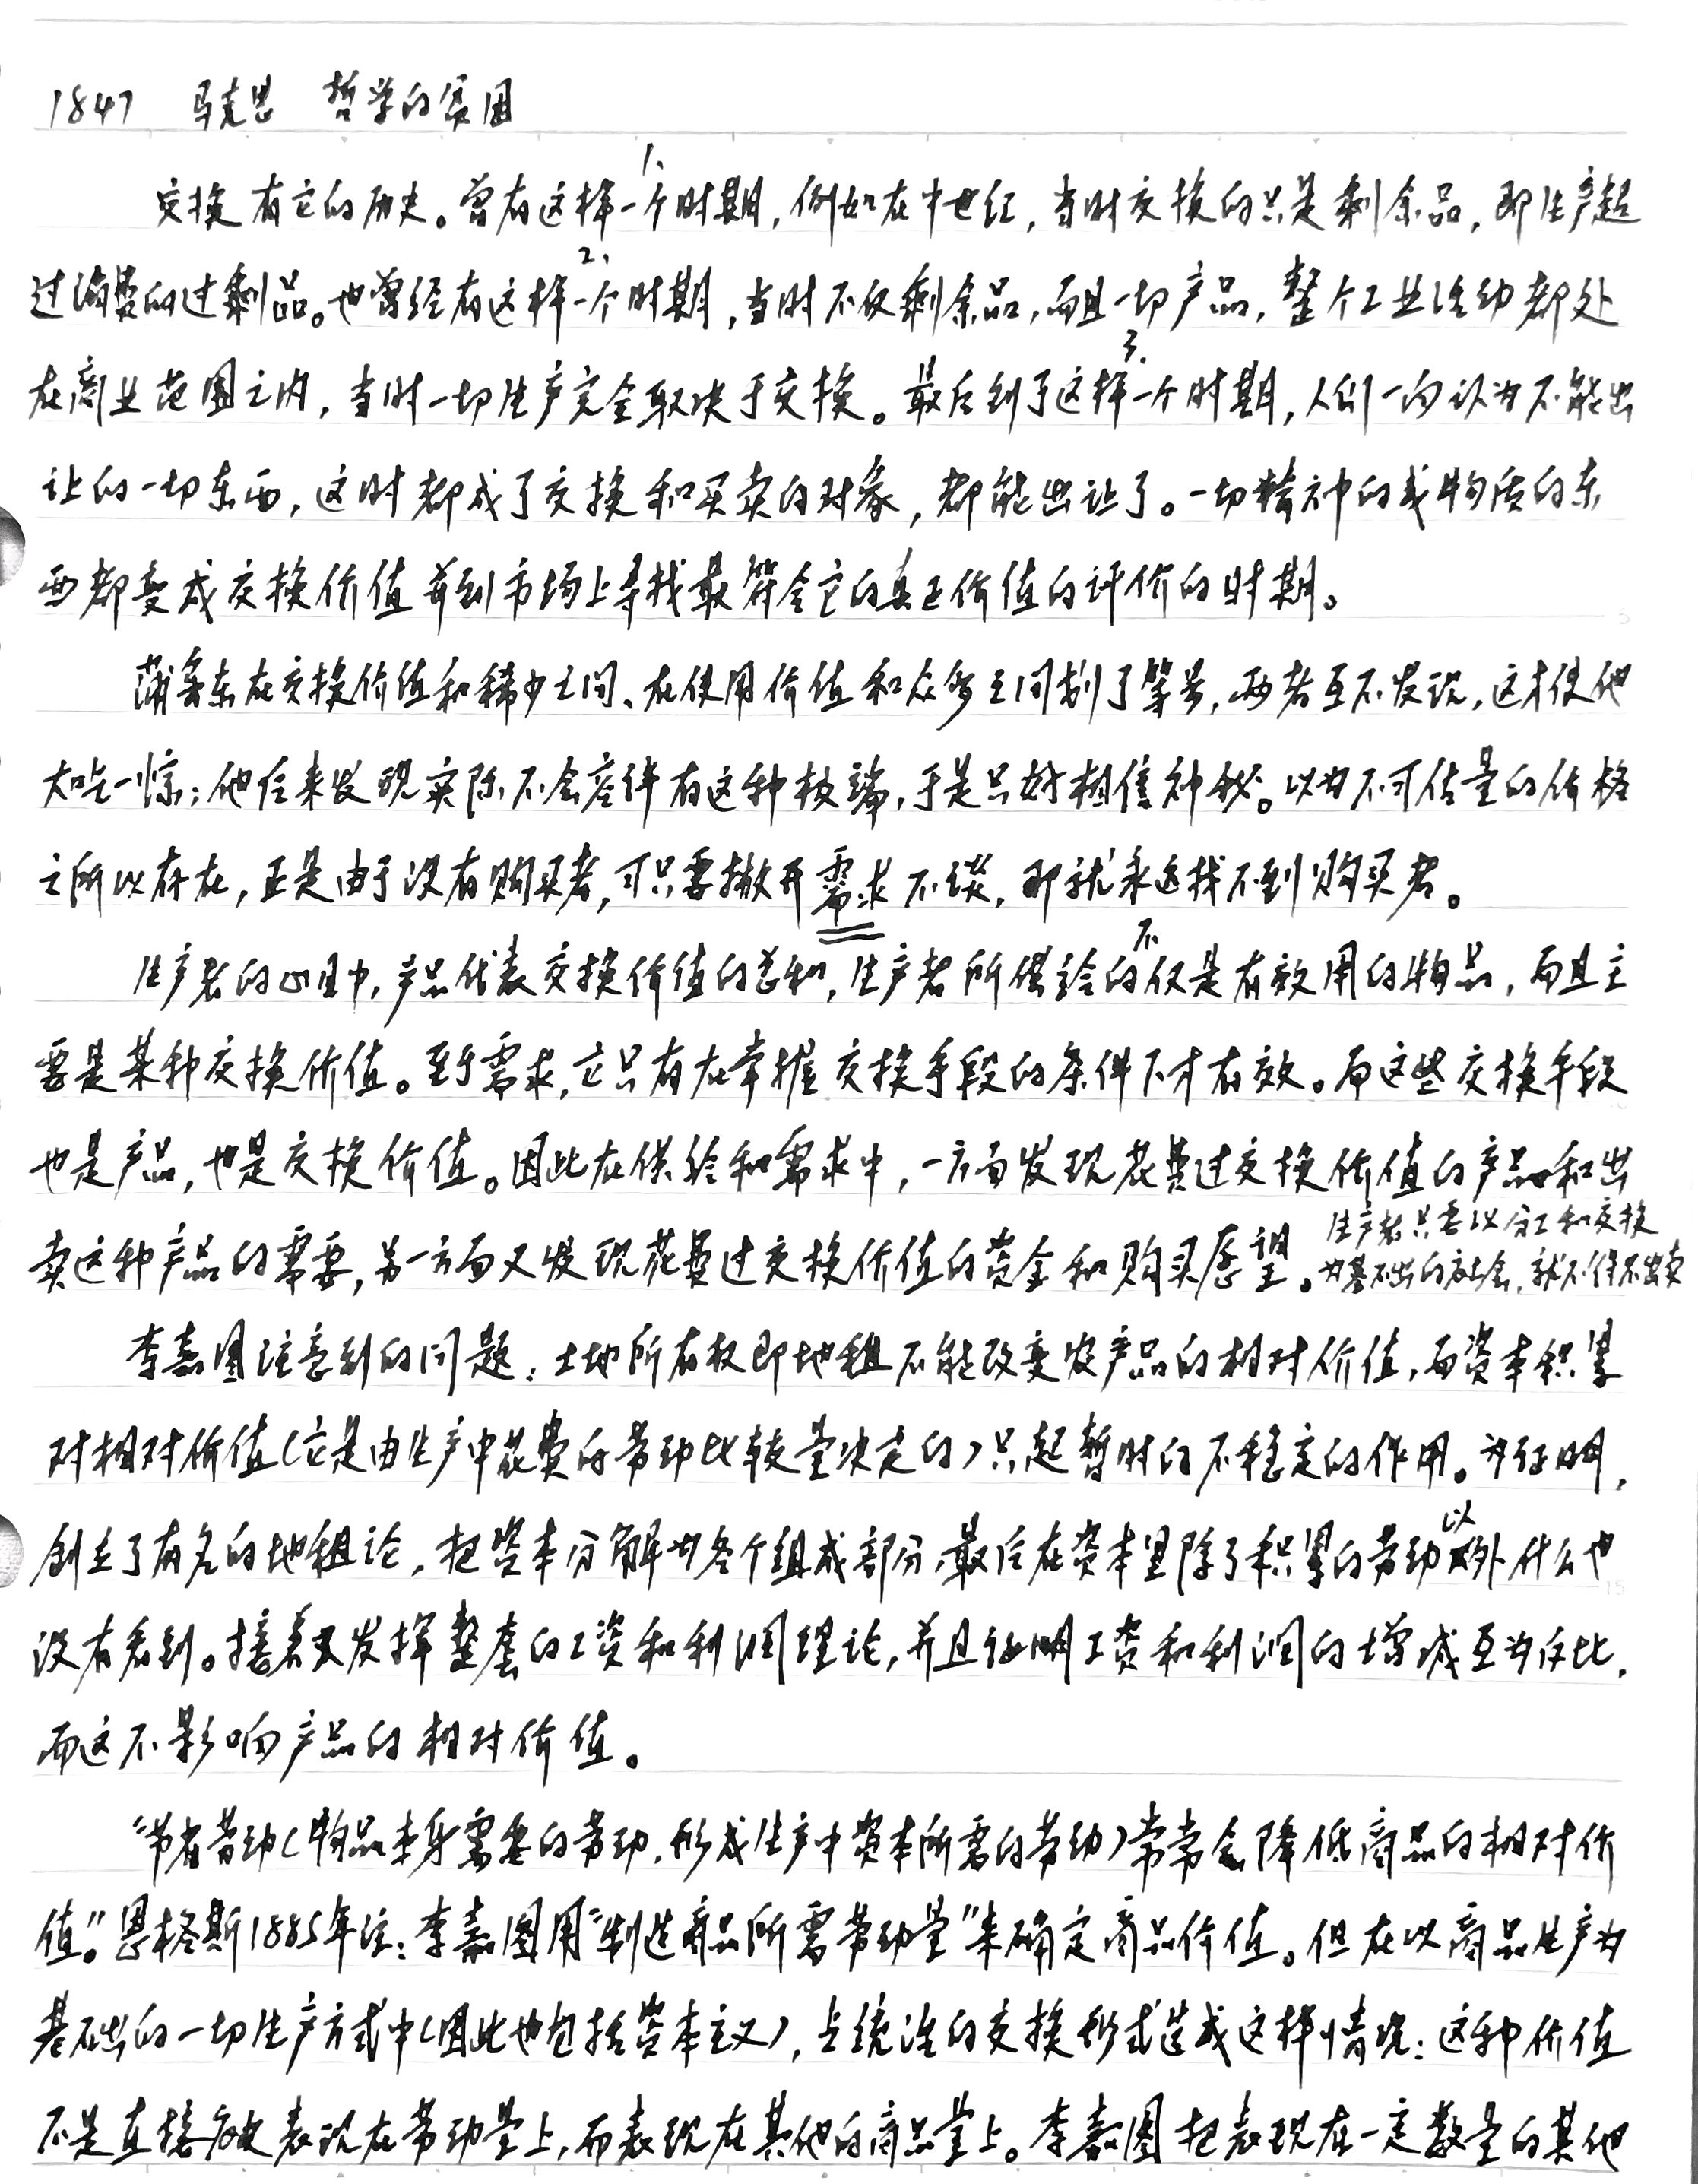 1847 马克思 哲学的贫困
交换有它的历史。曾有这样1.一个时期,例如在中世纪,当时交换的只是剩余品,即生产超
过消费的过剩品。也曾经有这样2.一个时期,当时不仅剩余品,而且一切产品,整个工业活动都处
在商业范围之内,当时一切生产完全取决于交换。最后到了这样3.一个时期,人们一向认为不能出
让的一切东西,这时都成了交换和买卖的对象,都能出让了。一切精神的或物质的东
西都变成交换价值并到市场上寻找最符合它的真正价值的评价的时期。
蒲鲁东在交换价值和稀少之间、在使用价值和众多之间划了等号,两者互不发现,这才使他
大吃一惊;他后来发现实际不会容许有这种极端,于是只好相信神秘。以为不可估量的价格
之所以存在,正是由于没有购买者,可只要撇开需求不谈,那就永远找不到购买者。
生产者的心目中,产品代表交换价值的总和,生产者所供给的不仅是有效用的物品,而且主
要是某种交换价值。至于需求,它只有在掌握交换手段的条件下才有效。而这些交换手段
也是产品,也是交换价值。因此在供给和需求中,一方面发现花费过交换价值的产品和出
卖这种产品的需要,另一方面又发现花费过交换价值的资金和购买愿望。生产者只要以分工和交换
为基础的社会,就不得不出卖
李嘉图注意到的问题:土地所有权即地租不能改变农产品的相对价值,而资本积累
对相对价值(它是由生产中花费的劳动比较量决定的)只起暂时的不稳定的作用。为证明,
创立了有名的地租论,把资本分解为各个组成部分,最后在资本里除了积累的劳动以外什么也
没有看到。接着又发挥整套的工资和利润理论,并且证明工资和利润的增减互为反比,
而这不影响产品的相对价值。
“节省劳动(物品本身需要的劳动,形成生产中资本所需的劳动)常常会降低商品的相对价
值。”恩格斯1885年注:李嘉图用“制造商品所需劳动量”来确定商品价值。但在以商品生产为
基础的一切生产方式中(因此也包括资本主义),占统治的交换形式造成这样情况:这种价值
不是直接表现在劳动量上,而表现在其他的商品量上。李嘉图把表现在一定数量的其他